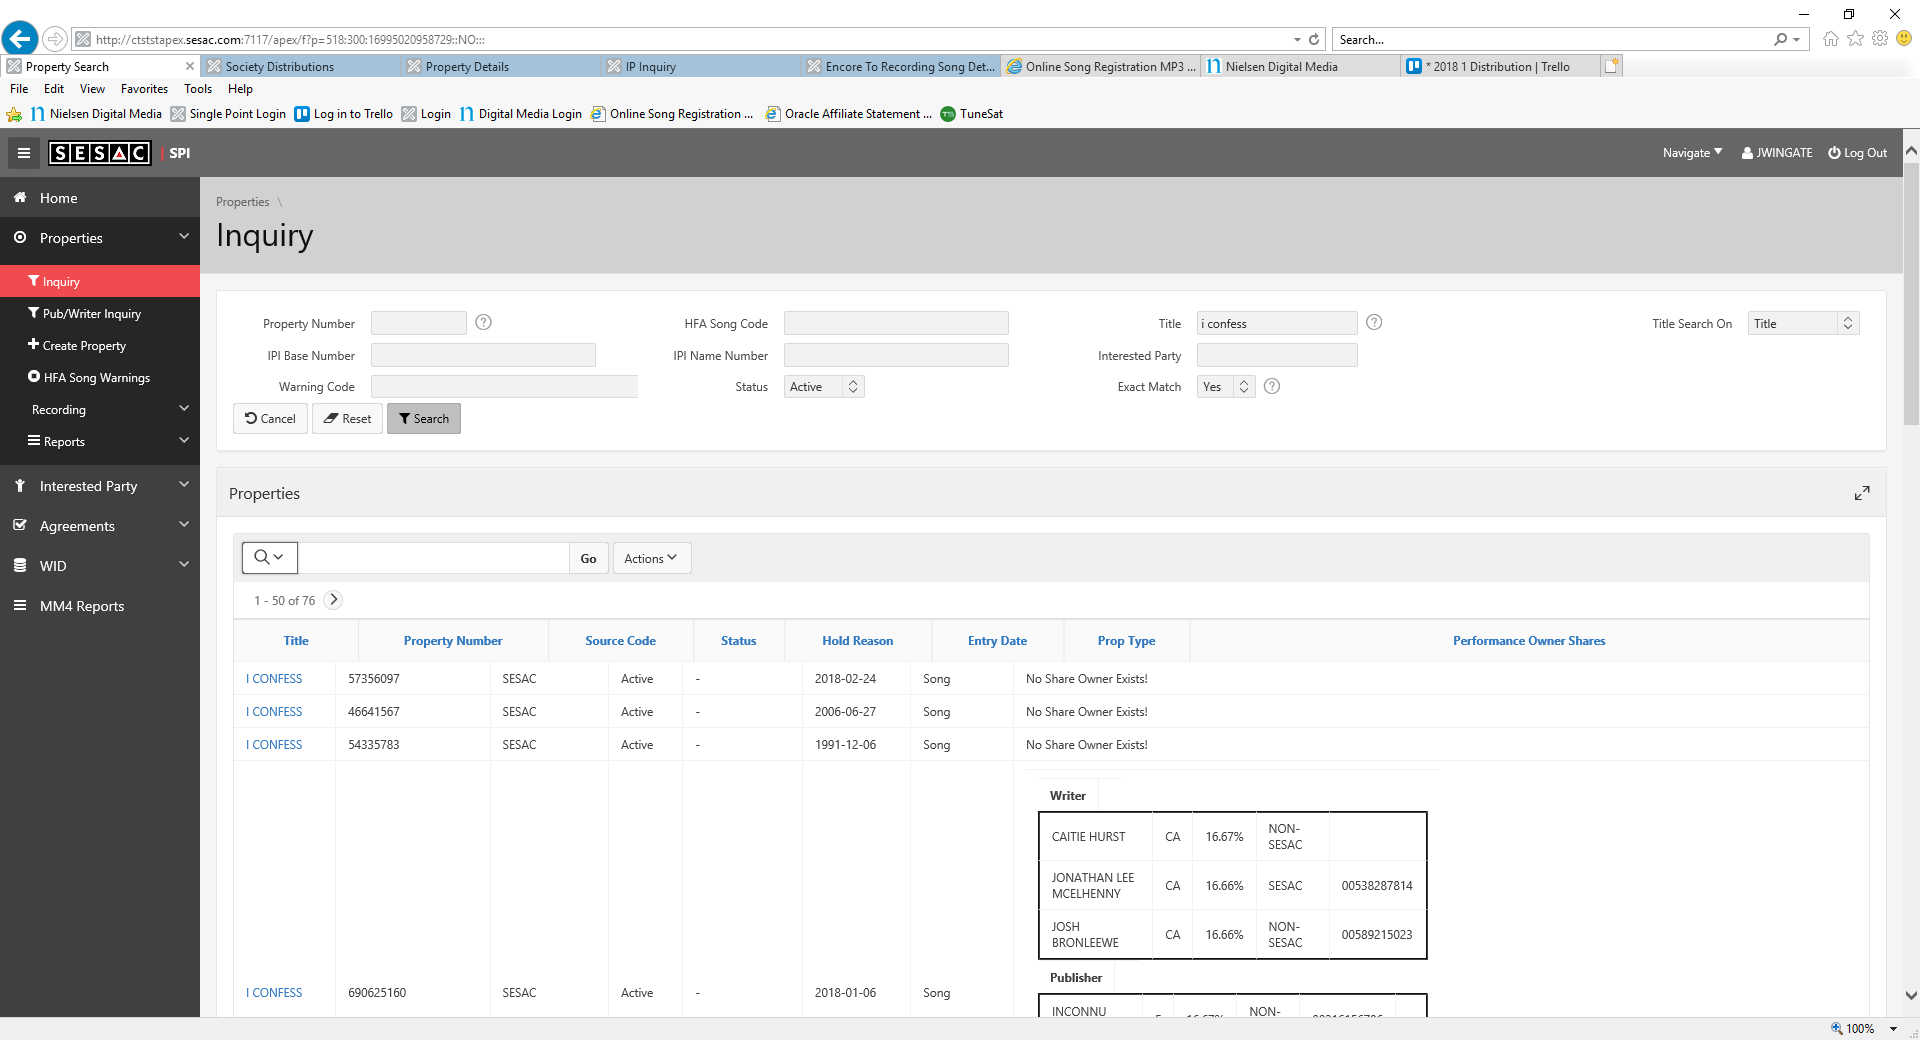 http://ctststapex.sesac.com:7117/apex/f?p=518:300:16995020958729::NO:::
Search...
Property Search
Society Distributions
Property Details
IP Inquiry
Encore To Recording Song Det...
Online Song Registration MP3 ...
Nielsen Digital Media
* 2018 1 Distribution | Trello
File Edit View Favorites Tools Help
Nielsen Digital Media
Single Point Login
Log in to Trello
Login
Digital Media Login
Online Song Registration ...
Oracle Affiliate Statement ...
TuneSat
SESAC | SPI
Navigate
JWINGATE
Log Out
Home
Properties
Inquiry
Pub/Writer Inquiry
Create Property
HFA Song Warnings
Recording
Reports
Interested Party
Agreements
WID
MM4 Reports
Properties \
Inquiry
Property Number
HFA Song Code
Title i confess
Title Search On Title
IPI Base Number
IPI Name Number
Interested Party
Warning Code
Status Active
Exact Match Yes
Cancel
Reset
Search
Properties
Go
Actions
1 - 50 of 76
Title Property Number Source Code Status Hold Reason Entry Date Prop Type Performance Owner Shares
I CONFESS 57356097 SESAC Active - 2018-02-24 Song No Share Owner Exists!
I CONFESS 46641567 SESAC Active - 2006-06-27 Song No Share Owner Exists!
I CONFESS 54335783 SESAC Active - 1991-12-06 Song No Share Owner Exists!
Writer
CAITIE HURST CA 16.67% NON-
SESAC
JONATHAN LEE
MCELHENNY CA 16.66% SESAC 00538287814
JOSH
BRONLEEWE CA 16.66% NON-
SESAC 00589215023
Publisher
I CONFESS 690625160 SESAC Active - 2018-01-06 Song
INCONNU NON-
100%